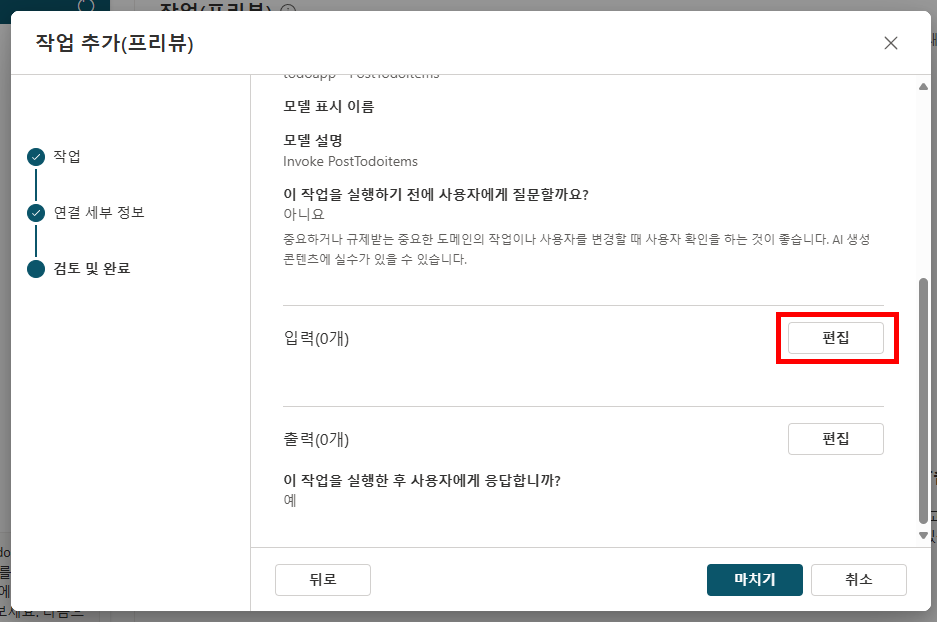 작업(프리뷰)
작업 추가(프리뷰)
작업
연결 세부 정보
검토 및 완료
todoapp - PostTodoitems
모델 표시 이름
모델 설명
Invoke PostTodoitems
이 작업을 실행하기 전에 사용자에게 질문할까요?
아니요
중요하거나 규제받는 중요한 도메인의 작업이나 사용자를 변경할 때 사용자 확인을 하는 것이 좋습니다. AI 생성
콘텐츠에 실수가 있을 수 있습니다.
입력(0개)
편집
출력(0개)
편집
이 작업을 실행한 후 사용자에게 응답합니까?
예
뒤로
마치기
취소